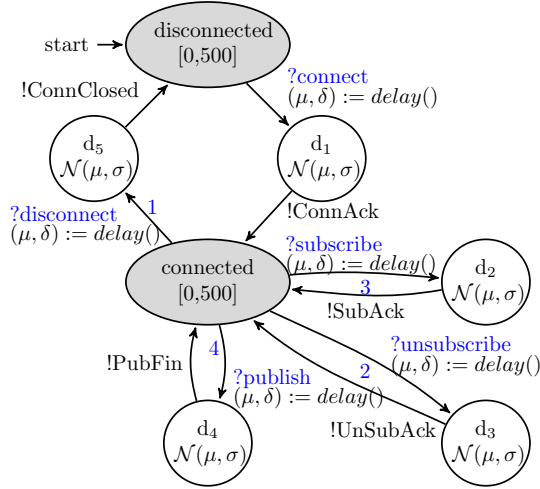 disconnected
start
[0,500]
!ConnClosed
?connect
(μ, δ) := delay()
d₅
𝒩(μ, σ)
d₁
𝒩(μ, σ)
?disconnect
1
(μ, δ) := delay()
!ConnAck
connected
[0,500]
?subscribe
(μ, δ) := delay()
3
!SubAck
d₂
𝒩(μ, σ)
!PubFin
4
2
?unsubscribe
(μ, δ) := delay()
?publish
(μ, δ) := delay()
!UnSubAck
d₄
𝒩(μ, σ)
d₃
𝒩(μ, σ)